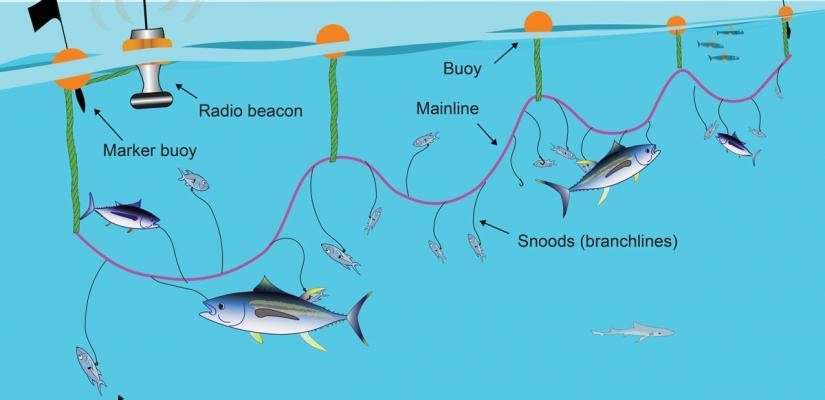 Buoy
Radio beacon
Mainline
Marker buoy
Snoods (branchlines)